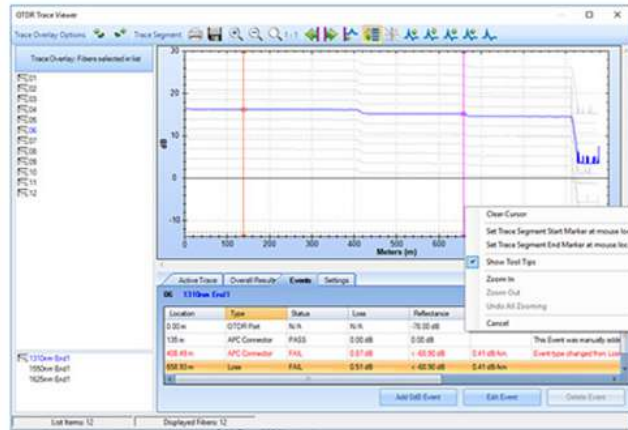 OTDR Trace Viewer
Trace Overlay Options Trace Segment 1:1
Trace Overlay: Fibers selected in list
01
02
03
04
05
06
07
08
09
10
11
12
1310nm End1
1550nm End1
1625nm End1
30
20
10
0
-10
dB
0 100 200 300 400 500 600
Meters (m)
Clear Cursor
Set Trace Segment Start Marker at mouse loc
Set Trace Segment End Marker at mouse loc
Show Tool Tips
Zoom In
Zoom Out
Undo All Zooming
Cancel
Active Trace Overall Results Events Settings
06 1310nm End1
Location Type Status Loss Reflectance
0.00 m OTDR Port N/A N/A -78.00 dB
135 m APC Connector PASS 0.00 dB 0.00 dB This Event was manually adde
408.49 m APC Connector FAIL 0.87 dB < -60.90 dB 0.41 dB/km Event type changed from: Loss
658.93 m Loss FAIL 0.51 dB < -60.90 dB 0.41 dB/km
Add 0dB Event Edit Event Delete Event
List Items: 12 Displayed Fibers: 12